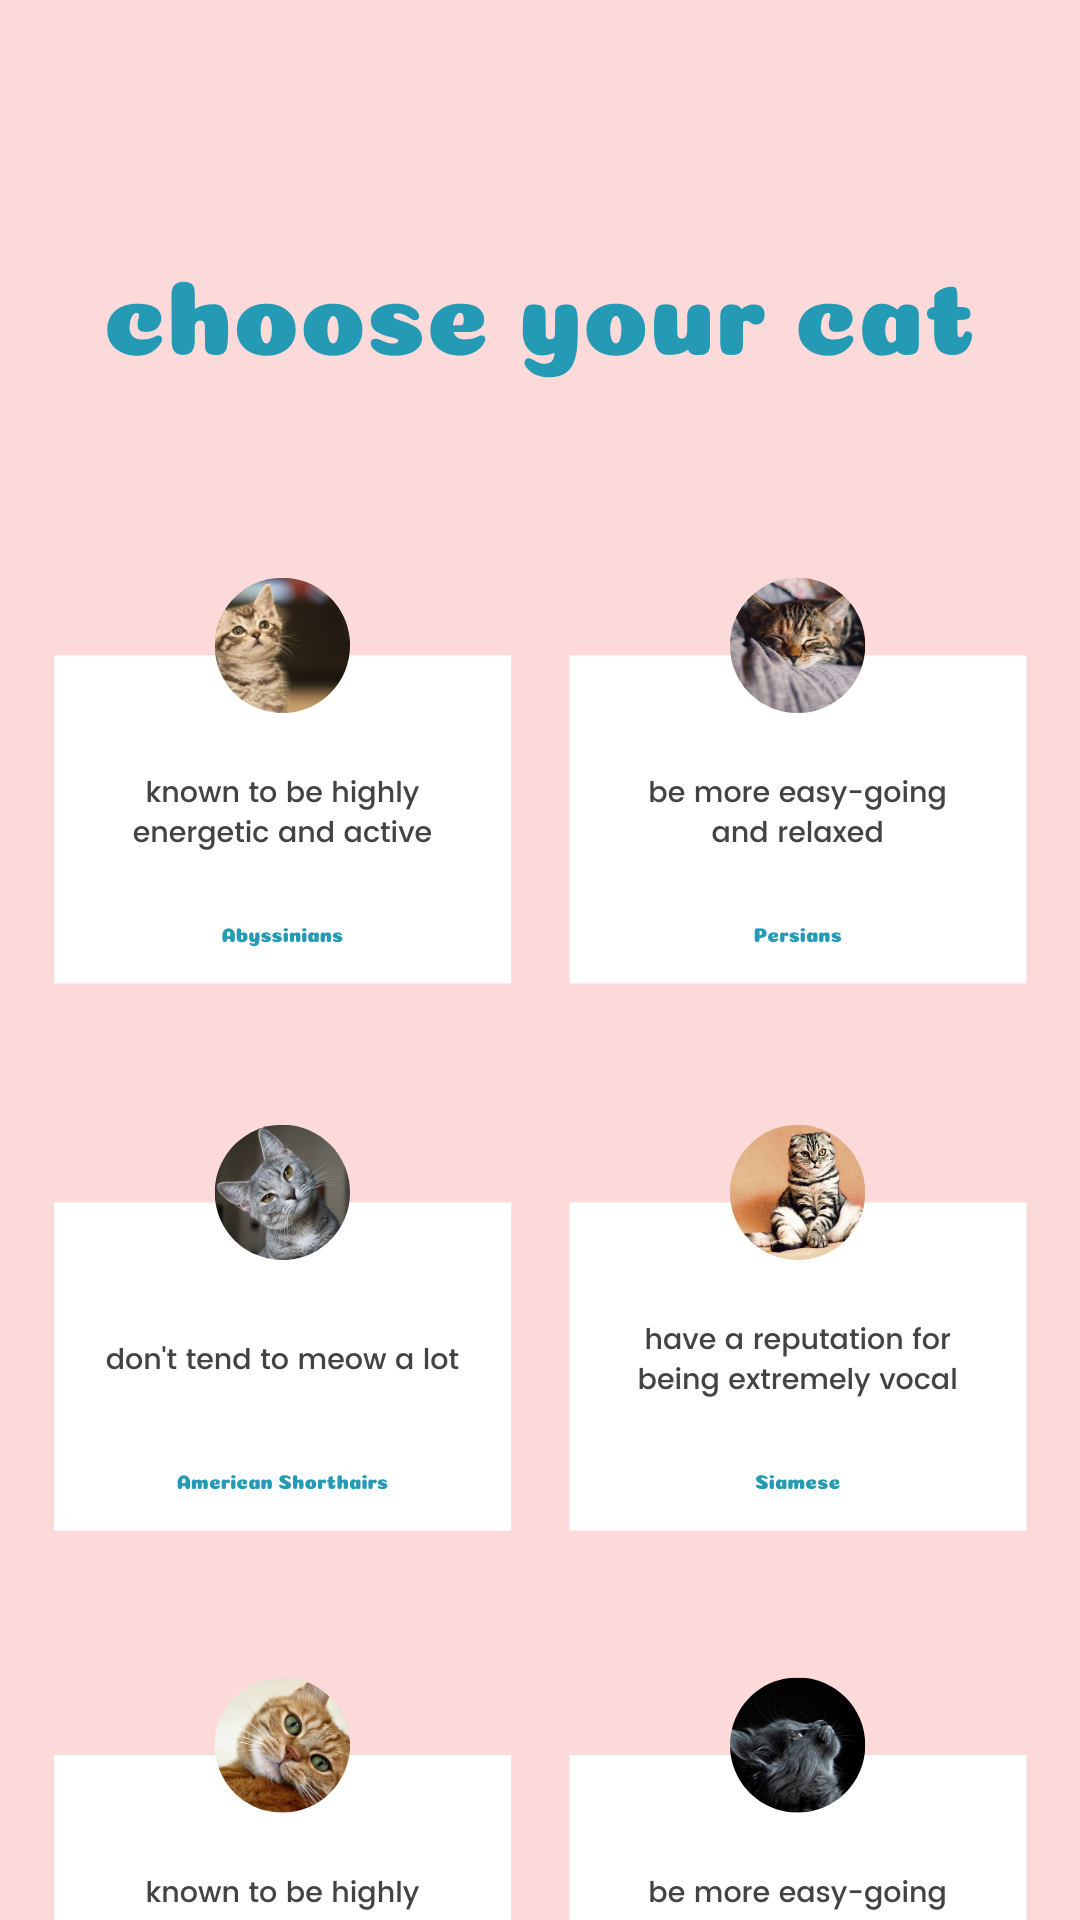 choose your cat
known to be highly
energetic and active
Abyssinians
be more easy-going
and relaxed
Persians
don't tend to meow a lot
American Shorthairs
have a reputation for
being extremely vocal
Siamese
known to be highly
be more easy-going